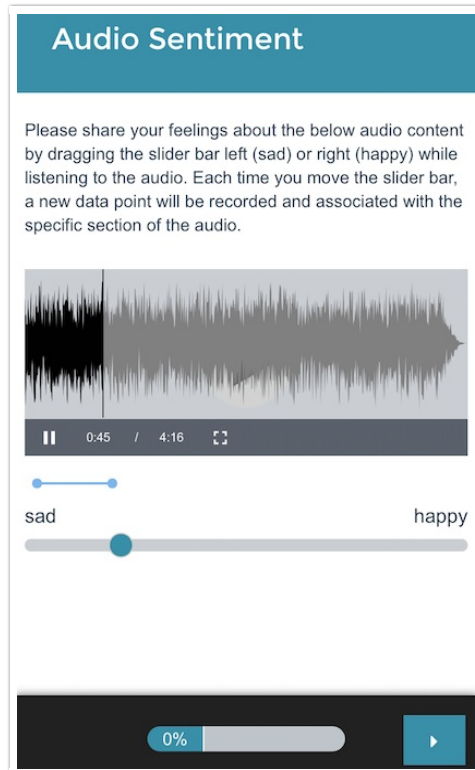 Audio Sentiment
Please share your feelings about the below audio content
by dragging the slider bar left (sad) or right (happy) while
listening to the audio. Each time you move the slider bar,
a new data point will be recorded and associated with the
specific section of the audio.
0:45 / 4:16
sad happy
0%